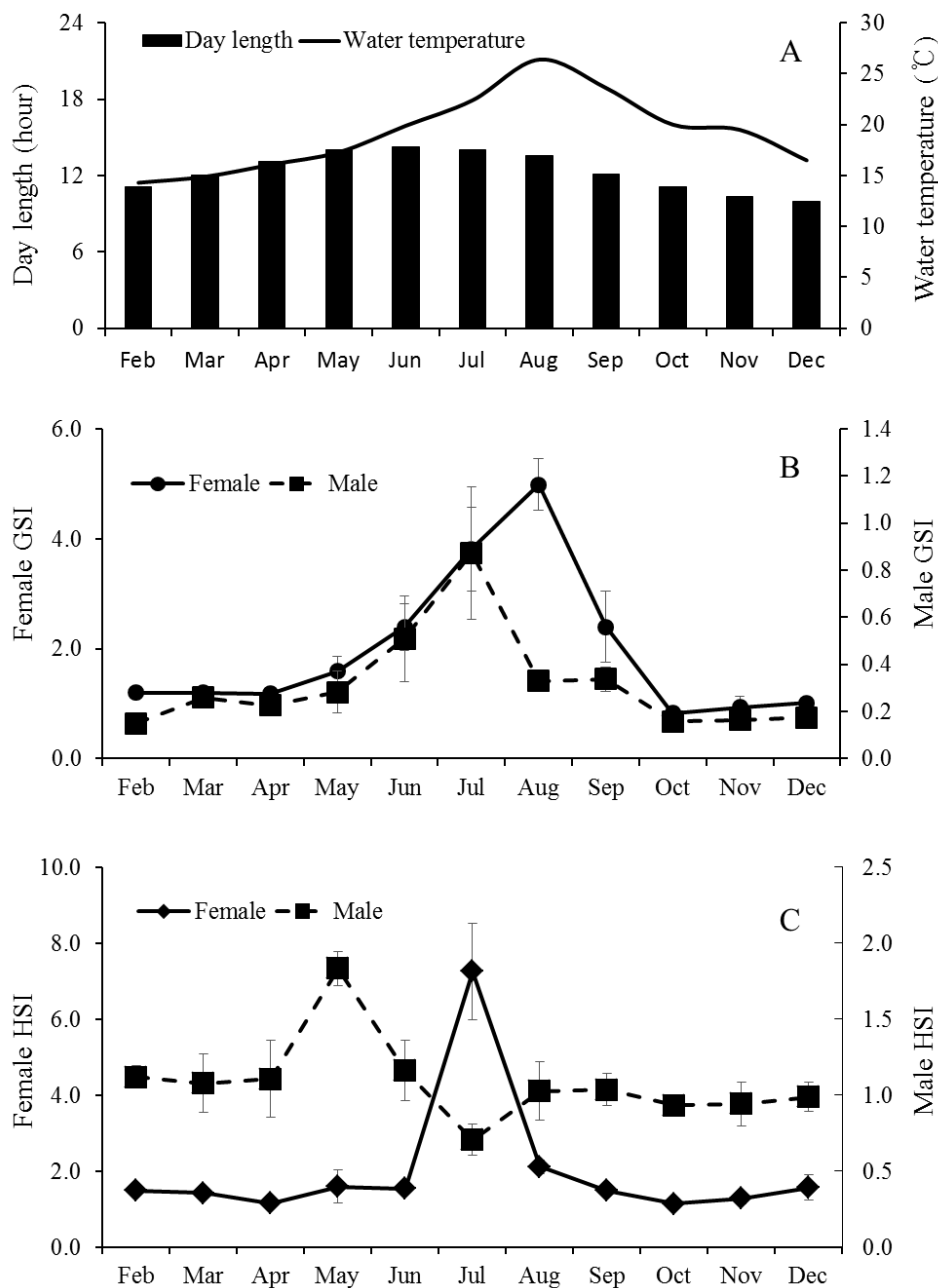 24
18
12
6
0
Day length (hour)
Day length
Water temperature
A
30
25
20
15
10
5
0
Water temperature (℃)
Feb Mar Apr May Jun Jul Aug Sep Oct Nov Dec
6.0
4.0
2.0
0.0
Female GSI
Female
Male
B
1.4
1.2
1.0
0.8
0.6
0.4
0.2
0.0
Male GSI
Feb Mar Apr May Jun Jul Aug Sep Oct Nov Dec
10.0
8.0
6.0
4.0
2.0
0.0
Female HSI
Female
Male
C
2.5
2.0
1.5
1.0
0.5
0.0
Male HSI
Feb Mar Apr May Jun Jul Aug Sep Oct Nov Dec